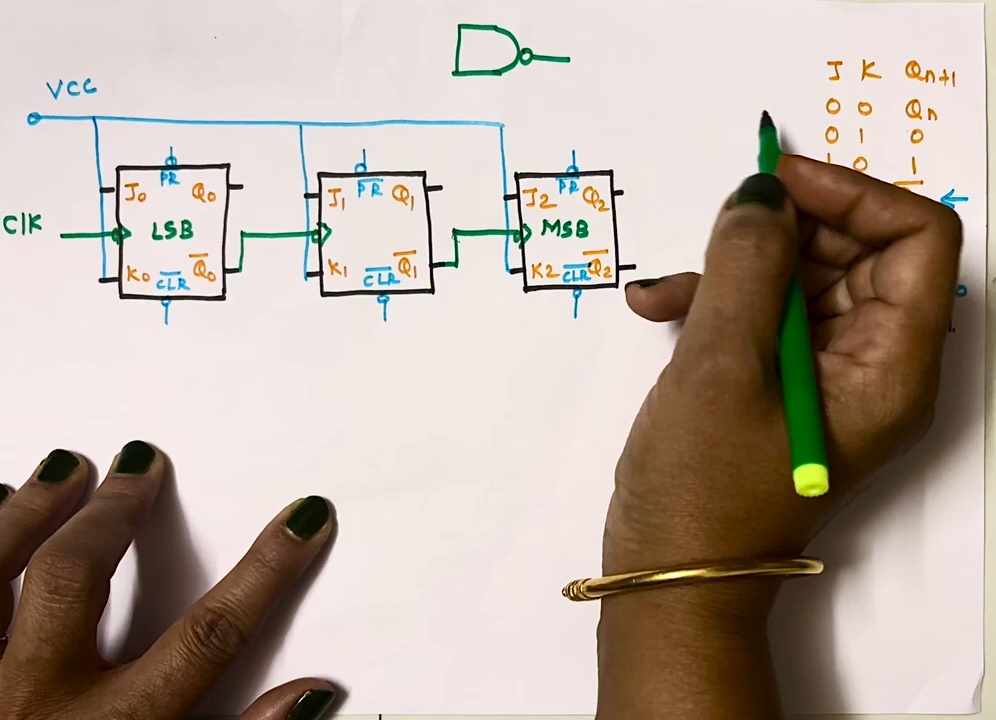 VCC
CLK
J0 PR Q0
LSB
K0 CLR Q0
J1 PR Q1
K1 CLR Q1
J2 PR Q2
MSB
K2 CLR Q2
J K Qn+1
0 0 Qn
0 1 0
1 0 1